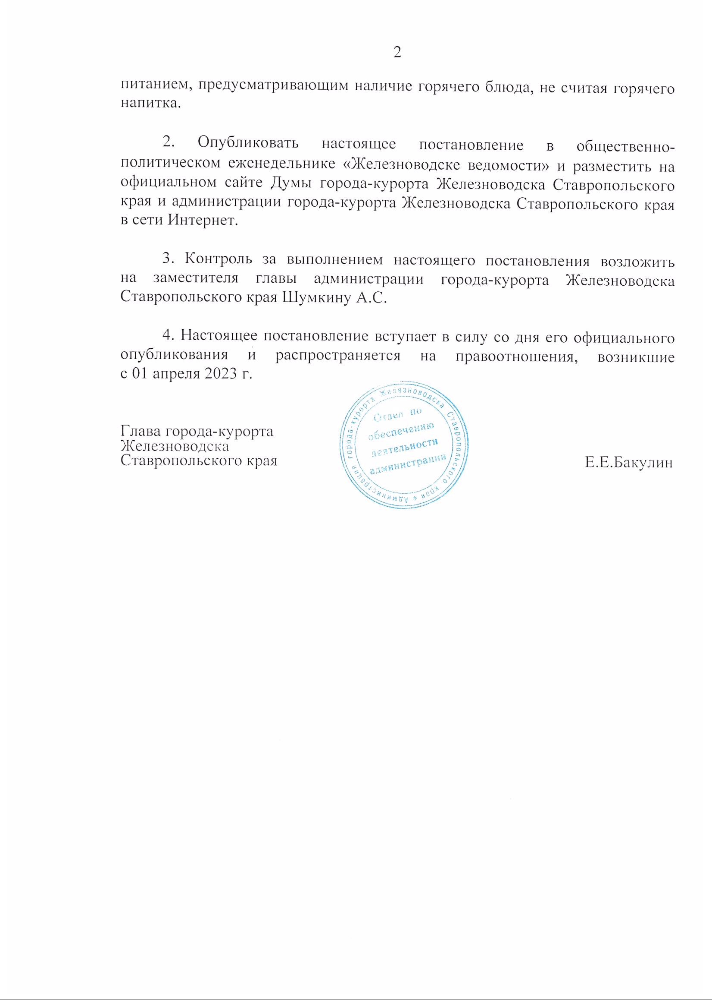 2
питанием, предусматривающим наличие горячего блюда, не считая горячего
напитка.
2. Опубликовать настоящее постановление в общественно-
политическом еженедельнике «Железноводске ведомости» и разместить на
официальном сайте Думы города-курорта Железноводска Ставропольского
края и администрации города-курорта Железноводска Ставропольского края
в сети Интернет.
3. Контроль за выполнением настоящего постановления возложить
на заместителя главы администрации города-курорта Железноводска
Ставропольского края Шумкину А.С.
4. Настоящее постановление вступает в силу со дня его официального
опубликования и распространяется на правоотношения, возникшие
с 01 апреля 2023 г.
Глава города-курорта
Железноводска
Ставропольского края
Е.Е.Бакулин
Администрация города-курорта Железноводска Ставропольского края *
Отдел по
обеспечению
деятельности
администрации